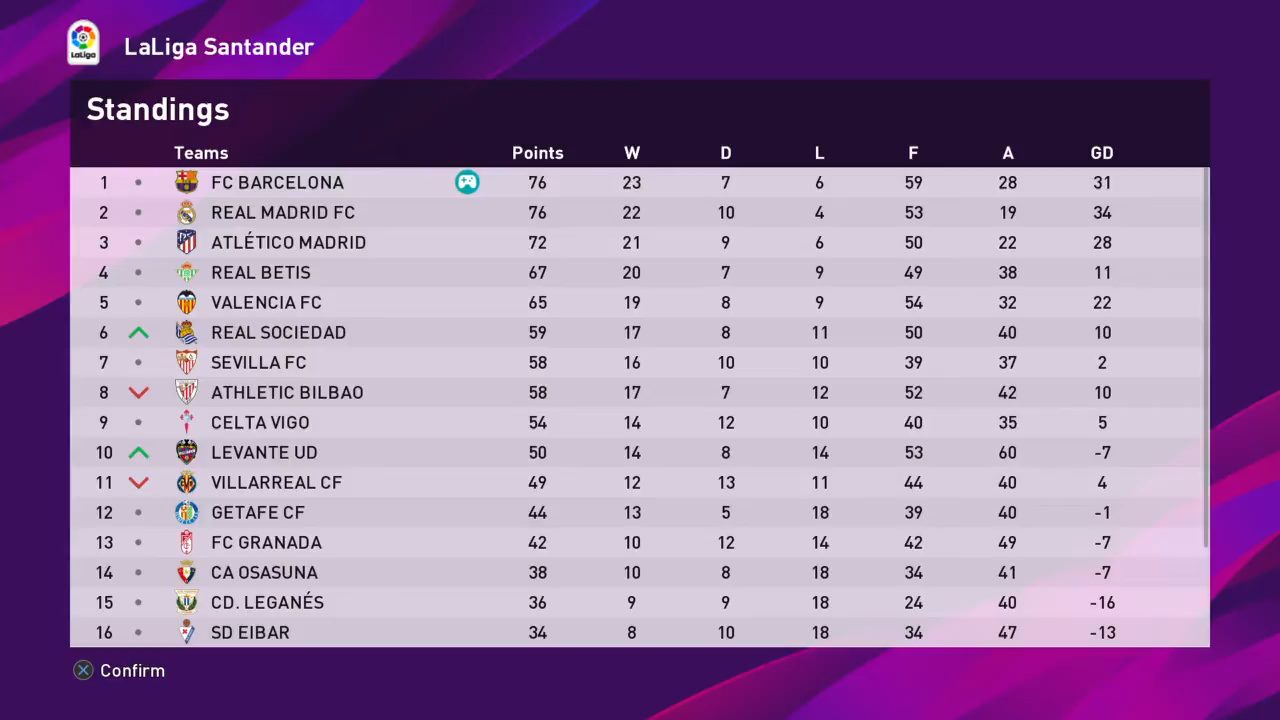 LaLiga
LaLiga Santander
Standings
Teams Points W D L F A GD
1 FC BARCELONA 76 23 7 6 59 28 31
2 REAL MADRID FC 76 22 10 4 53 19 34
3 ATLÉTICO MADRID 72 21 9 6 50 22 28
4 REAL BETIS 67 20 7 9 49 38 11
5 VALENCIA FC 65 19 8 9 54 32 22
6 REAL SOCIEDAD 59 17 8 11 50 40 10
7 SEVILLA FC 58 16 10 10 39 37 2
8 ATHLETIC BILBAO 58 17 7 12 52 42 10
9 CELTA VIGO 54 14 12 10 40 35 5
10 LEVANTE UD 50 14 8 14 53 60 -7
11 VILLARREAL CF 49 12 13 11 44 40 4
12 GETAFE CF 44 13 5 18 39 40 -1
13 FC GRANADA 42 10 12 14 42 49 -7
14 CA OSASUNA 38 10 8 18 34 41 -7
15 CD. LEGANÉS 36 9 9 18 24 40 -16
16 SD EIBAR 34 8 10 18 34 47 -13
Confirm